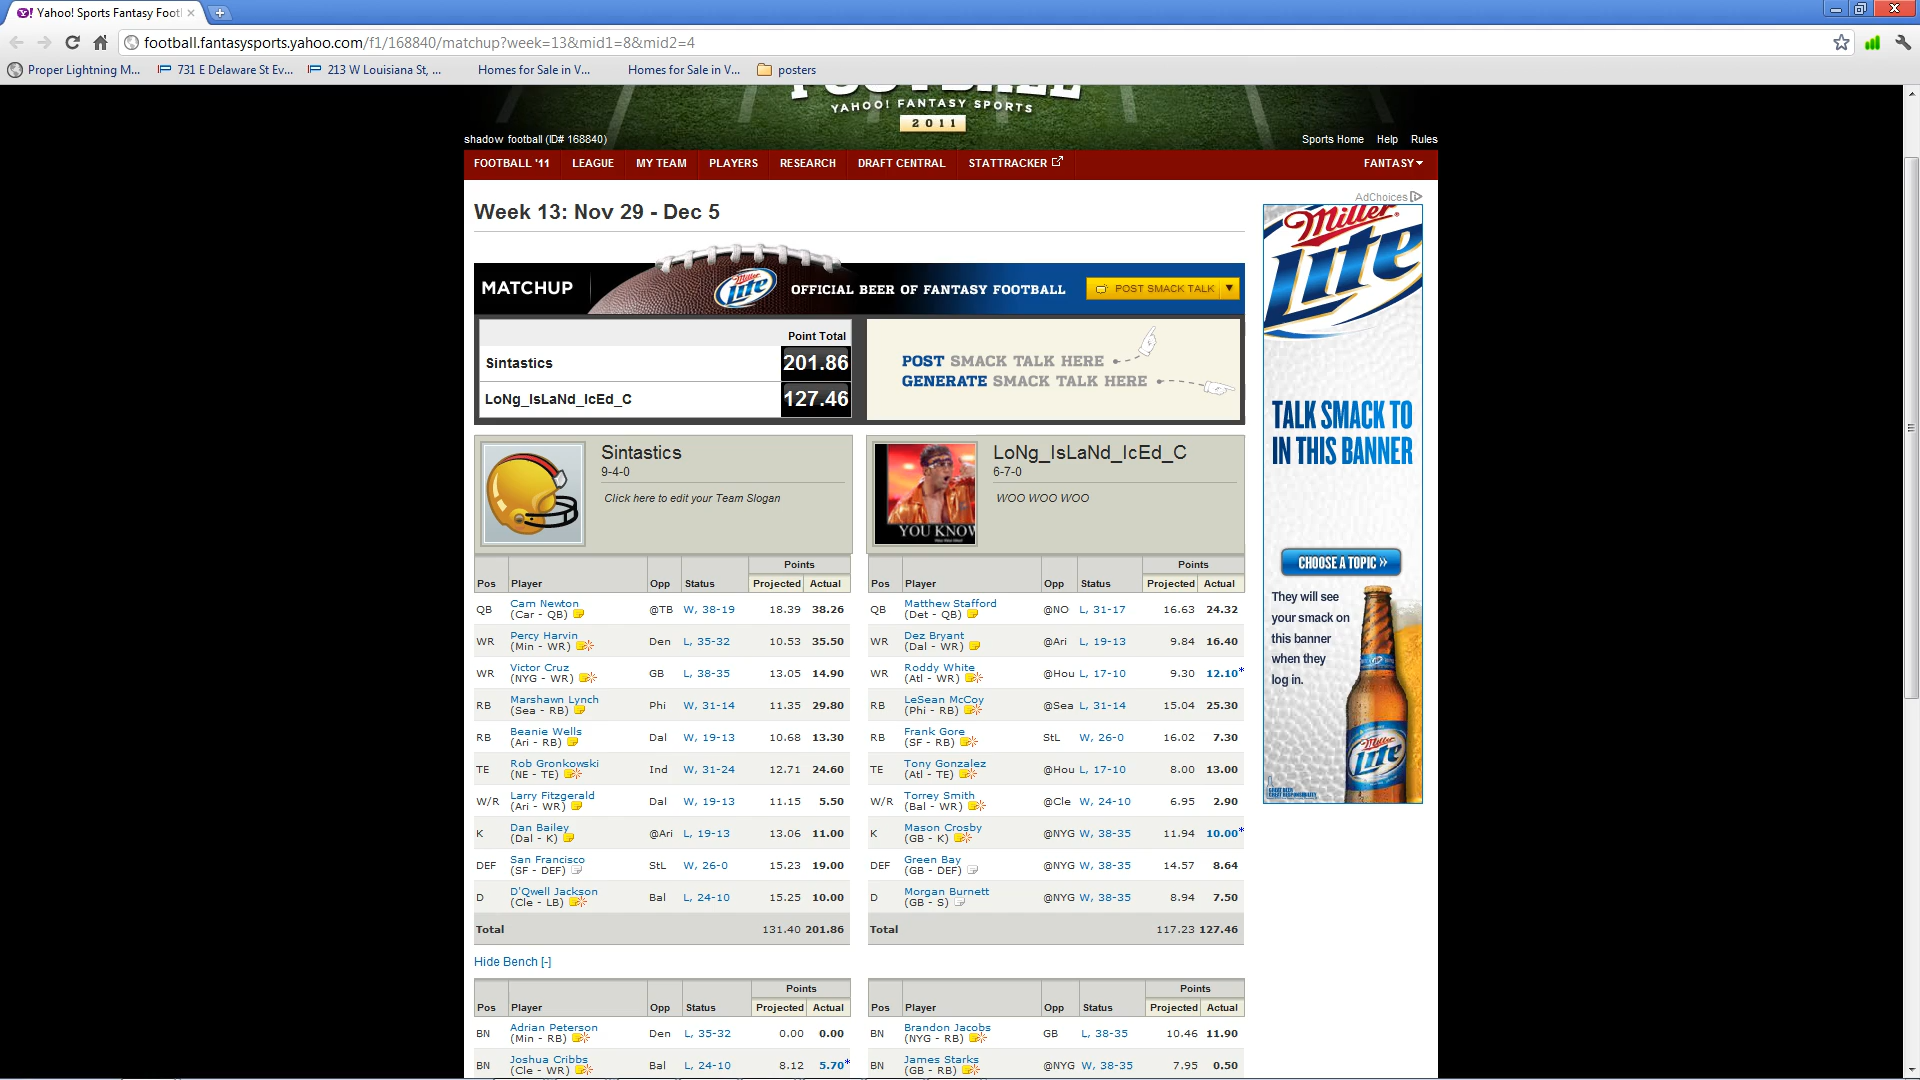 Yahoo! Sports Fantasy Footl
football.fantasysports.yahoo.com/f1/168840/matchup?week=13&mid1=8&mid2=4
Proper Lightning M... 731 E Delaware St Ev... 213 W Louisiana St, ... Homes for Sale in V... Homes for Sale in V... posters
FOOTBALL
YAHOO! FANTASY SPORTS
2011
shadow football (ID# 168840) Sports Home Help Rules
FOOTBALL '11 LEAGUE MY TEAM PLAYERS RESEARCH DRAFT CENTRAL STATTRACKER FANTASY
Week 13: Nov 29 - Dec 5
MATCHUP Miller Lite OFFICIAL BEER OF FANTASY FOOTBALL POST SMACK TALK
Point Total
Sintastics 201.86
LoNg_IsLaNd_IcEd_C 127.46
POST SMACK TALK HERE
GENERATE SMACK TALK HERE
Sintastics
9-4-0
Click here to edit your Team Slogan
LoNg_IsLaNd_IcEd_C
6-7-0
WOO WOO WOO
YOU KNOW
Points
Pos Player Opp Status Projected Actual
QB Cam Newton @TB W, 38-19 18.39 38.26
(Car - QB)
WR Percy Harvin Den L, 35-32 10.53 35.50
(Min - WR)
WR Victor Cruz GB L, 38-35 13.05 14.90
(NYG - WR)
RB Marshawn Lynch Phi W, 31-14 11.35 29.80
(Sea - RB)
RB Beanie Wells Dal W, 19-13 10.68 13.30
(Ari - RB)
TE Rob Gronkowski Ind W, 31-24 12.71 24.60
(NE - TE)
W/R Larry Fitzgerald Dal W, 19-13 11.15 5.50
(Ari - WR)
K Dan Bailey @Ari L, 19-13 13.06 11.00
(Dal - K)
DEF San Francisco StL W, 26-0 15.23 19.00
(SF - DEF)
D D'Qwell Jackson Bal L, 24-10 15.25 10.00
(Cle - LB)
Total 131.40 201.86
Points
Pos Player Opp Status Projected Actual
QB Matthew Stafford @NO L, 31-17 16.63 24.32
(Det - QB)
WR Dez Bryant @Ari L, 19-13 9.84 16.40
(Dal - WR)
WR Roddy White @Hou L, 17-10 9.30 12.10*
(Atl - WR)
RB LeSean McCoy @Sea L, 31-14 15.04 25.30
(Phi - RB)
RB Frank Gore StL W, 26-0 16.02 7.30
(SF - RB)
TE Tony Gonzalez @Hou L, 17-10 8.00 13.00
(Atl - TE)
W/R Torrey Smith @Cle W, 24-10 6.95 2.90
(Bal - WR)
K Mason Crosby @NYG W, 38-35 11.94 10.00*
(GB - K)
DEF Green Bay @NYG W, 38-35 14.57 8.64
(GB - DEF)
D Morgan Burnett @NYG W, 38-35 8.94 7.50
(GB - S)
Total 117.23 127.46
Hide Bench [-]
Points
Pos Player Opp Status Projected Actual
BN Adrian Peterson Den L, 35-32 0.00 0.00
(Min - RB)
BN Joshua Cribbs Bal L, 24-10 8.12 5.70*
(Cle - WR)
Points
Pos Player Opp Status Projected Actual
BN Brandon Jacobs GB L, 38-35 10.46 11.90
(NYG - RB)
BN James Starks @NYG W, 38-35 7.95 0.50
(GB - RB)
AdChoices
Miller
Lite
TALK SMACK TO
IN THIS BANNER
CHOOSE A TOPIC »
They will see
your smack on
this banner
when they
log in.
Miller
Lite